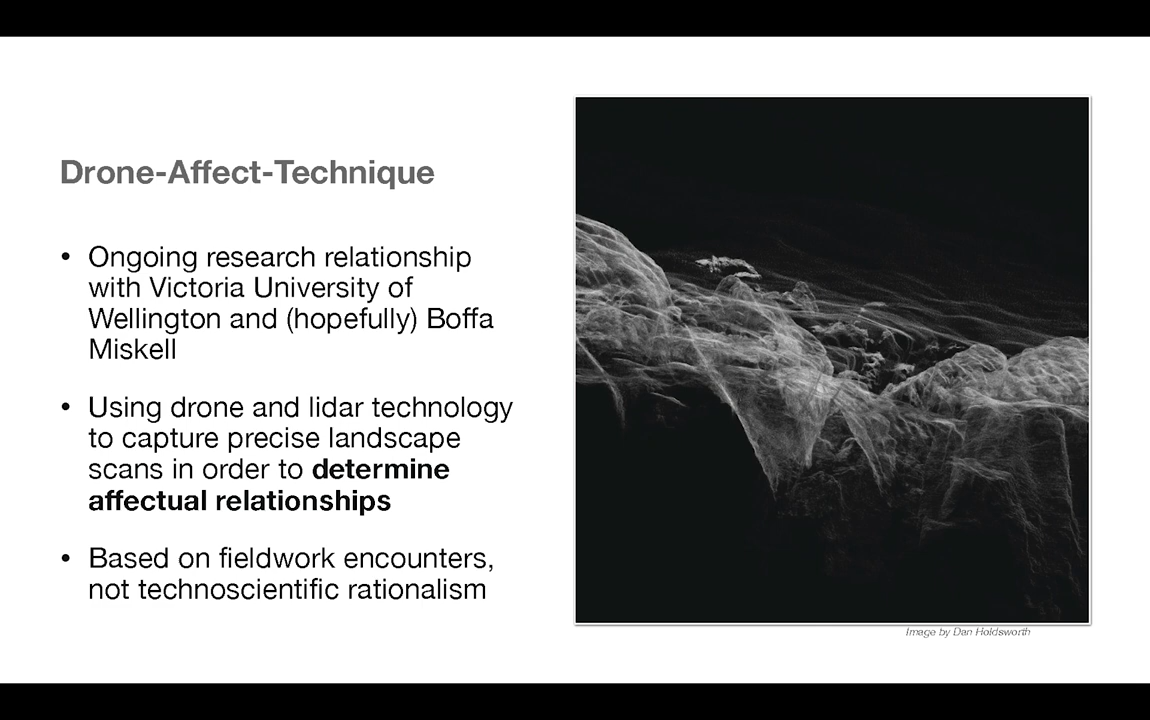 Drone-Affect-Technique
• Ongoing research relationship
with Victoria University of
Wellington and (hopefully) Boffa
Miskell
• Using drone and lidar technology
to capture precise landscape
scans in order to determine
affectual relationships
• Based on fieldwork encounters,
not technoscientific rationalism
Image by Dan Holdsworth